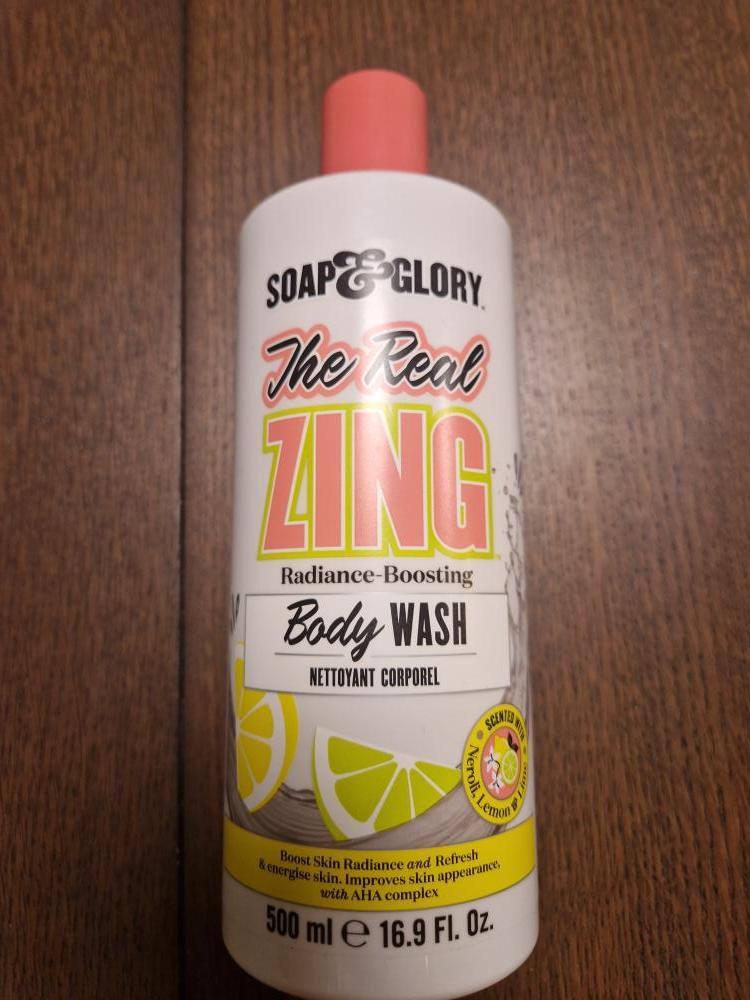 SOAP & GLORY.
The Real
ZING
Radiance-Boosting
Body WASH
NETTOYANT CORPOREL
SCENTED WITH
Neroli, Lemon & Lime
Boost Skin Radiance and Refresh
& energise skin. Improves skin appearance,
with AHA complex
500 ml ℮ 16.9 Fl. Oz.